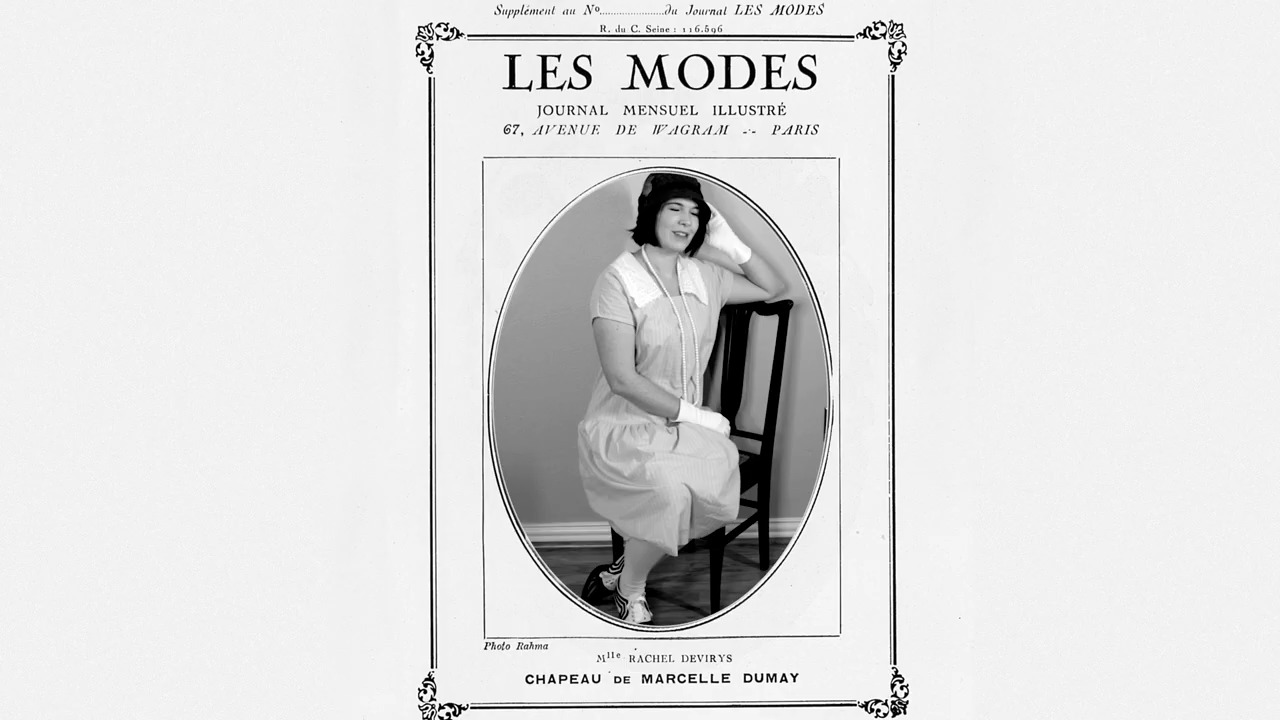 Supplément au Nº......................du Journal LES MODES
R. du C. Seine : 116.596
LES MODES
JOURNAL MENSUEL ILLUSTRÉ
67, AVENUE DE WAGRAM -:- PARIS
Photo Rahma
Mlle RACHEL DEVIRYS
CHAPEAU DE MARCELLE DUMAY